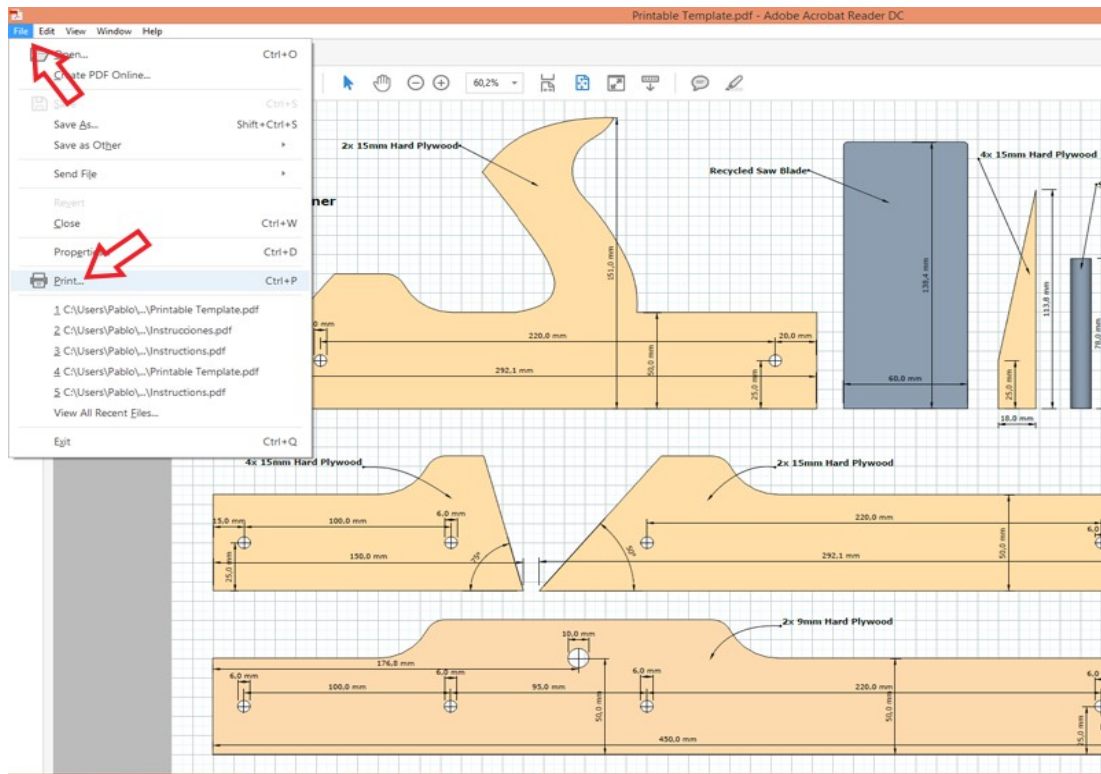 Printable Template.pdf - Adobe Acrobat Reader DC
File Edit View Window Help
Open... Ctrl+O
Create PDF Online...
Save Ctrl+S
Save As... Shift+Ctrl+S
Save as Other
Send File
Revert
Close Ctrl+W
Properties Ctrl+D
Print... Ctrl+P
1 C:\Users\Pablo\...\Printable Template.pdf
2 C:\Users\Pablo\...\Instrucciones.pdf
3 C:\Users\Pablo\...\Instructions.pdf
4 C:\Users\Pablo\...\Printable Template.pdf
5 C:\Users\Pablo\...\Instructions.pdf
View All Recent Files...
Exit Ctrl+Q
60,2%
2x 15mm Hard Plywood
ner
151,0 mm
0 mm
220,0 mm
20,0 mm
292,1 mm
50,0 mm
25,0 mm
Recycled Saw Blade
138,4 mm
60,0 mm
4x 15mm Hard Plywood
113,8 mm
25,0 mm
18,0 mm
78,0 mm
4x 15mm Hard Plywood
15,0 mm
100,0 mm
6,0 mm
150,0 mm
25,0 mm
75°
2x 15mm Hard Plywood
220,0 mm
6,0
292,1 mm
50,0 mm
50°
2x 9mm Hard Plywood
10,0 mm
176,8 mm
6,0 mm
6,0 mm
6,0 mm
6,0
100,0 mm
95,0 mm
220,0 mm
50,0 mm
50,0 mm
25,0 mm
450,0 mm